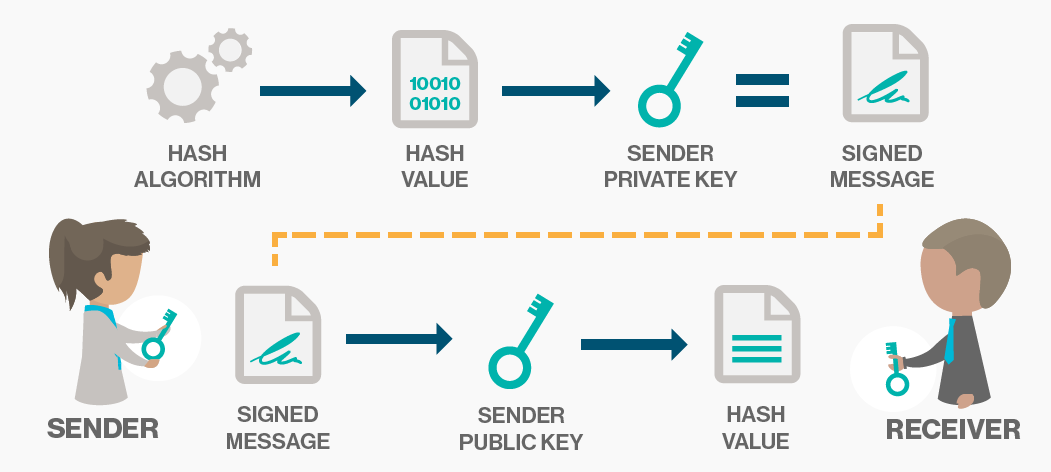 10010
01010
HASH
ALGORITHM
HASH
VALUE
SENDER
PRIVATE KEY
SIGNED
MESSAGE
SENDER
SIGNED
MESSAGE
SENDER
PUBLIC KEY
HASH
VALUE
RECEIVER